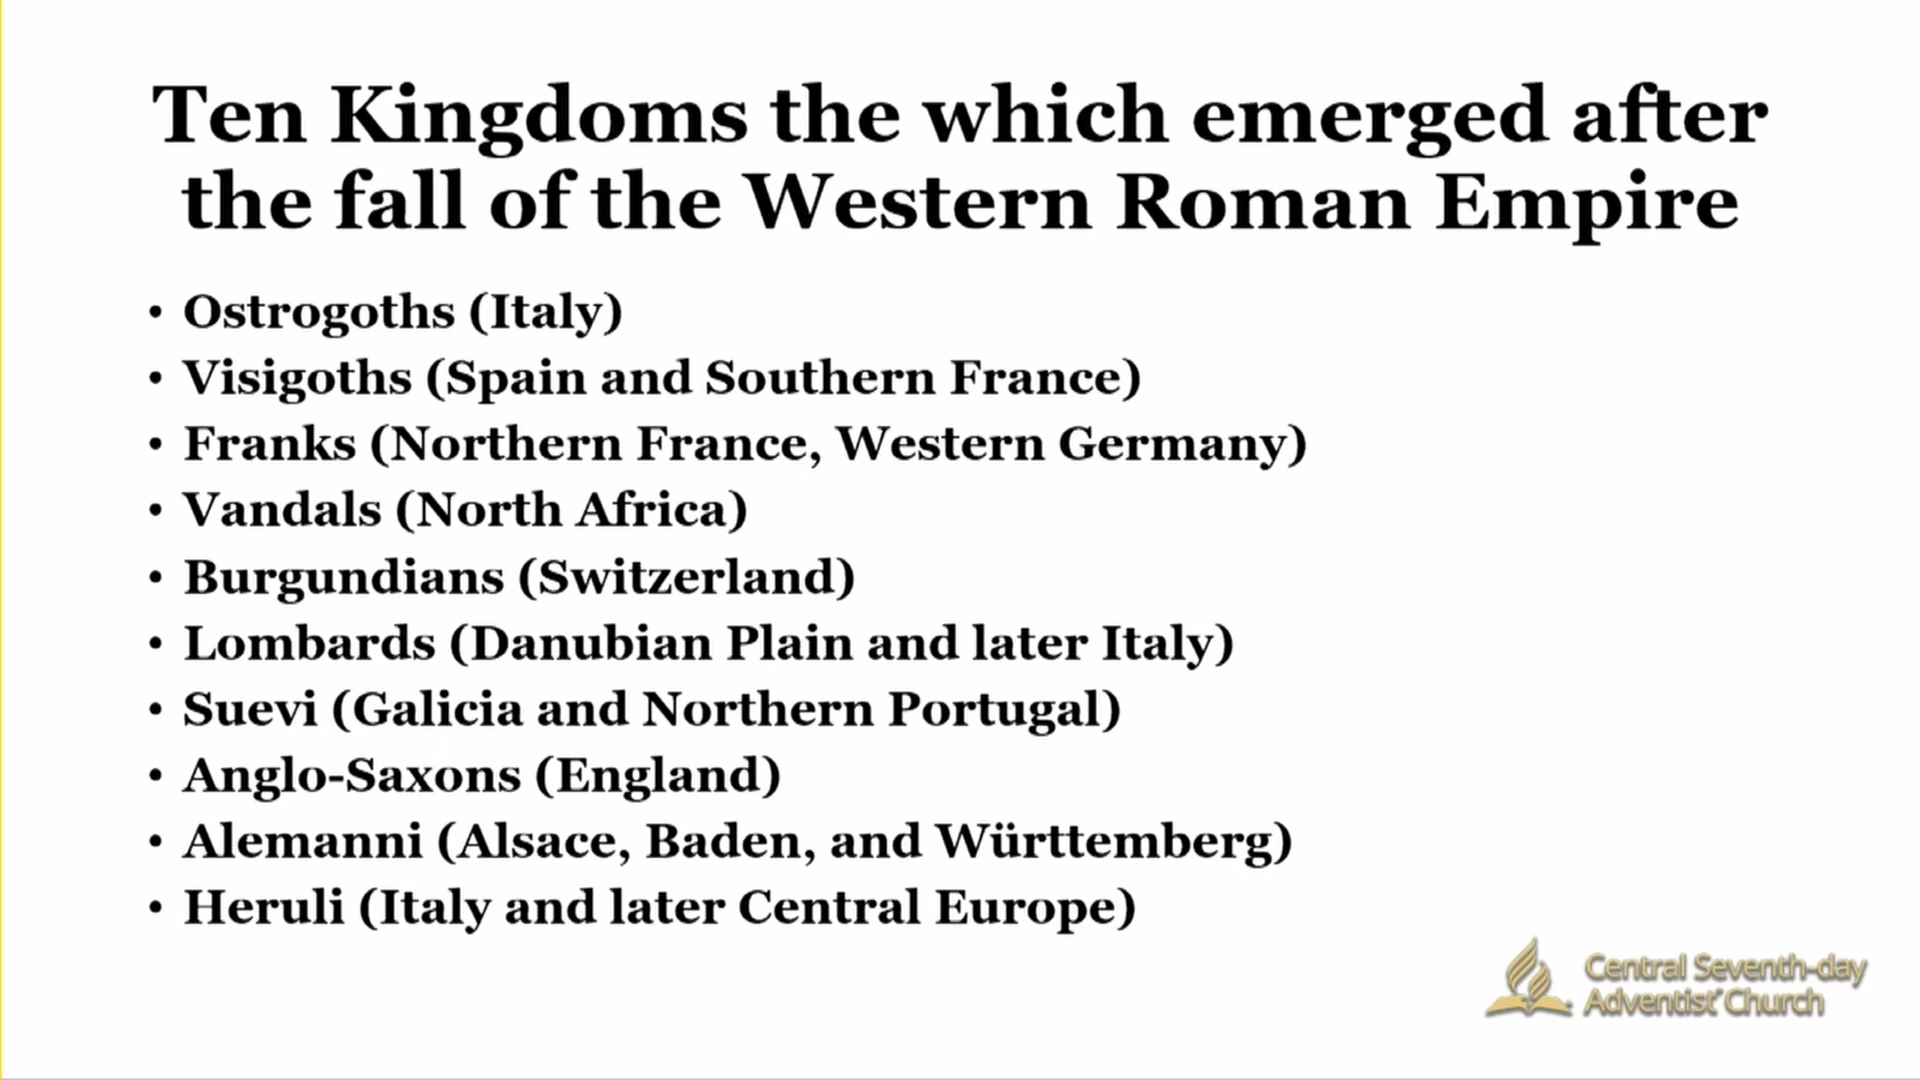 Ten Kingdoms the which emerged after
the fall of the Western Roman Empire
• Ostrogoths (Italy)
• Visigoths (Spain and Southern France)
• Franks (Northern France, Western Germany)
• Vandals (North Africa)
• Burgundians (Switzerland)
• Lombards (Danubian Plain and later Italy)
• Suevi (Galicia and Northern Portugal)
• Anglo-Saxons (England)
• Alemanni (Alsace, Baden, and Württemberg)
• Heruli (Italy and later Central Europe)
Central Seventh-day
Adventist Church